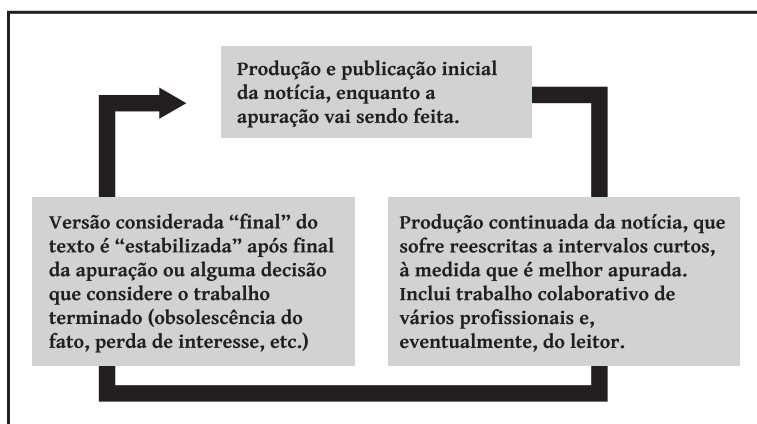 Produção e publicação inicial
da notícia, enquanto a
apuração vai sendo feita.
Versão considerada “final” do
texto é “estabilizada” após final
da apuração ou alguma decisão
que considere o trabalho
terminado (obsolescência do
fato, perda de interesse, etc.)
Produção continuada da notícia, que
sofre reescritas a intervalos curtos,
à medida que é melhor apurada.
Inclui trabalho colaborativo de
vários profissionais e,
eventualmente, do leitor.